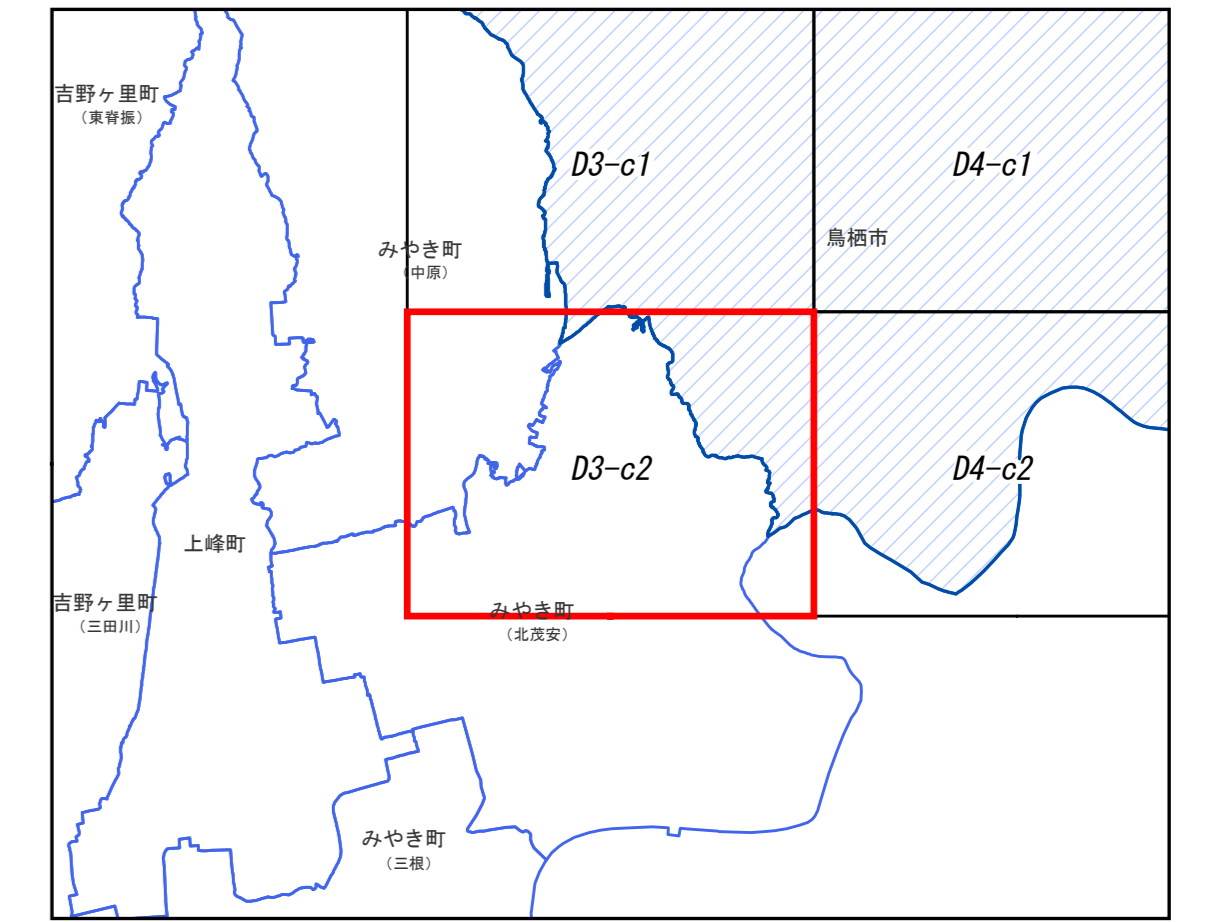 吉野ヶ里町
（東脊振）
D3-c1
D4-c1
みやき町
（中原）
鳥栖市
D3-c2
D4-c2
上峰町
吉野ヶ里町
（三田川）
みやき町
（北茂安）
みやき町
（三根）